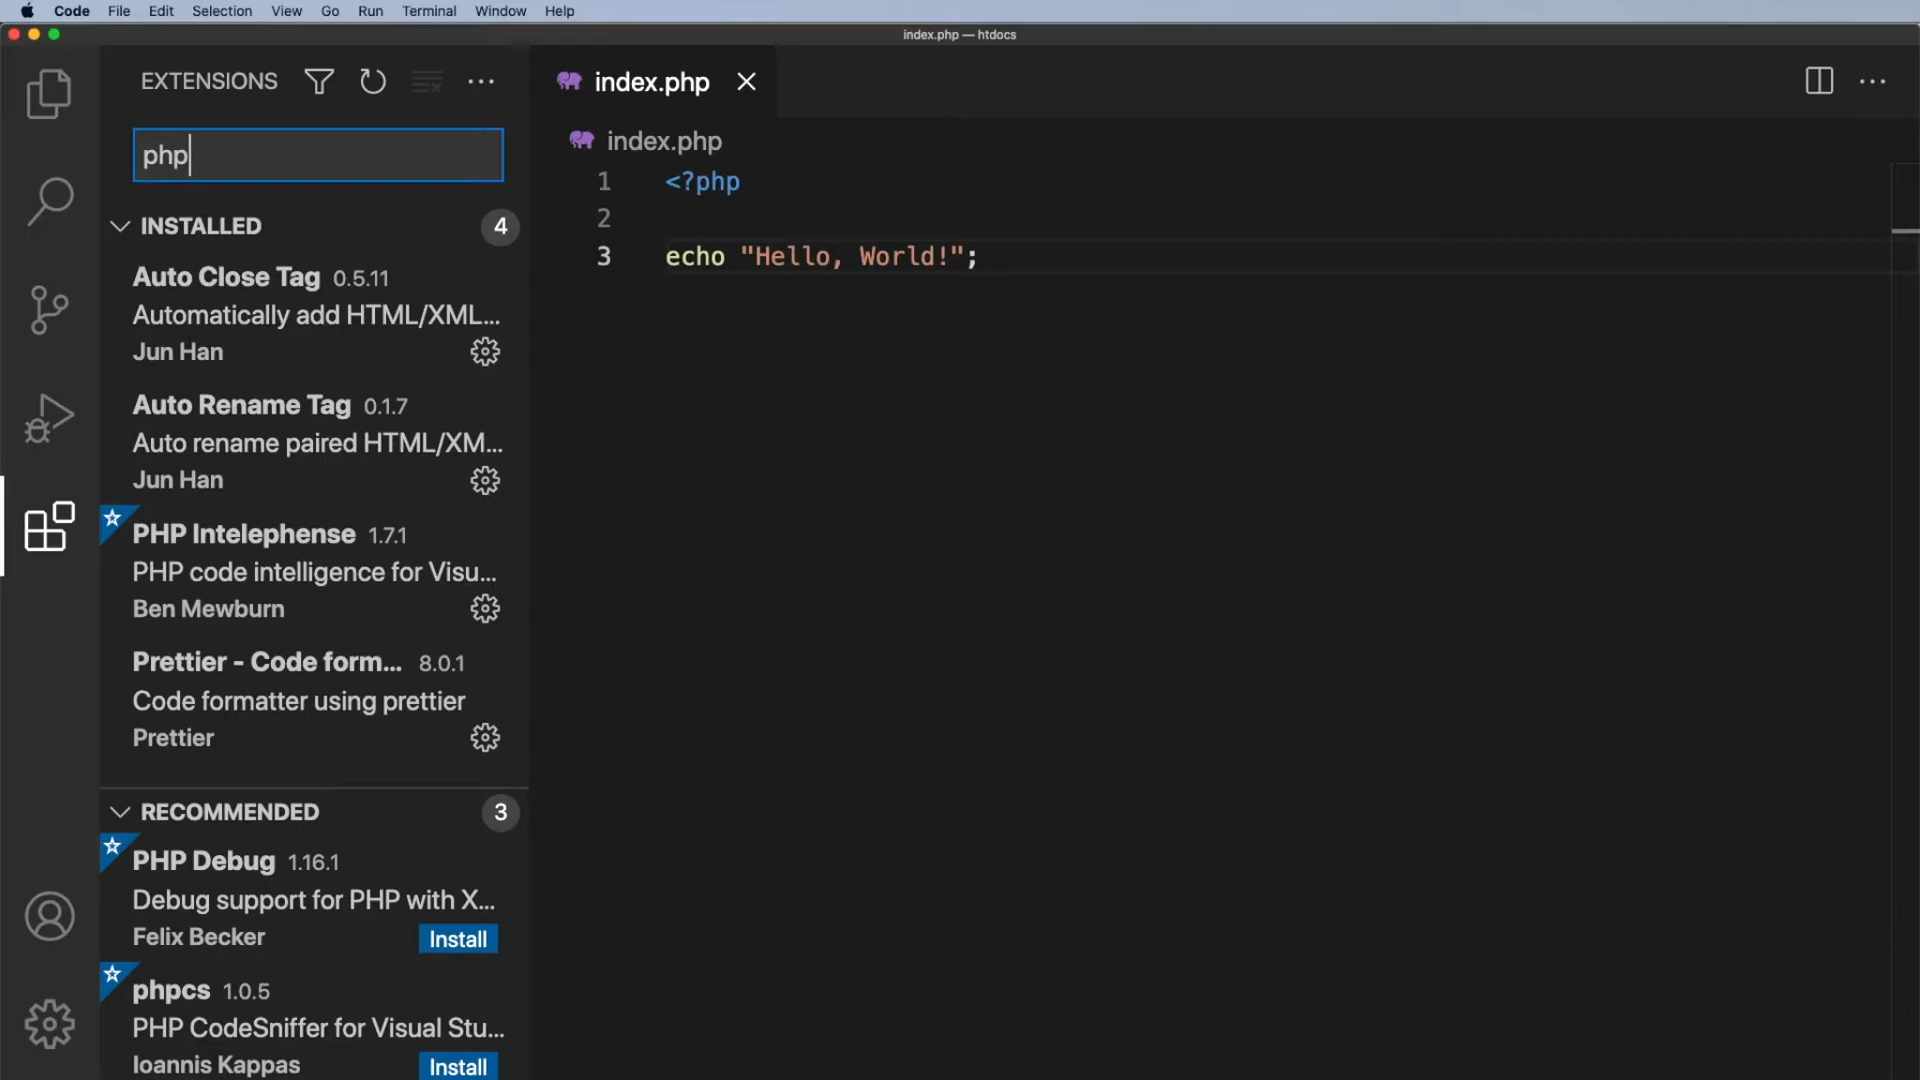 Code File Edit Selection View Go Run Terminal Window Help
index.php — htdocs
EXTENSIONS
index.php
php
index.php
1 <?php
2
3 echo "Hello, World!";
INSTALLED 4
Auto Close Tag 0.5.11
Automatically add HTML/XML...
Jun Han
Auto Rename Tag 0.1.7
Auto rename paired HTML/XM...
Jun Han
PHP Intelephense 1.7.1
PHP code intelligence for Visu...
Ben Mewburn
Prettier - Code form... 8.0.1
Code formatter using prettier
Prettier
RECOMMENDED 3
PHP Debug 1.16.1
Debug support for PHP with X...
Felix Becker Install
phpcs 1.0.5
PHP CodeSniffer for Visual Stu...
Ioannis Kappas Install